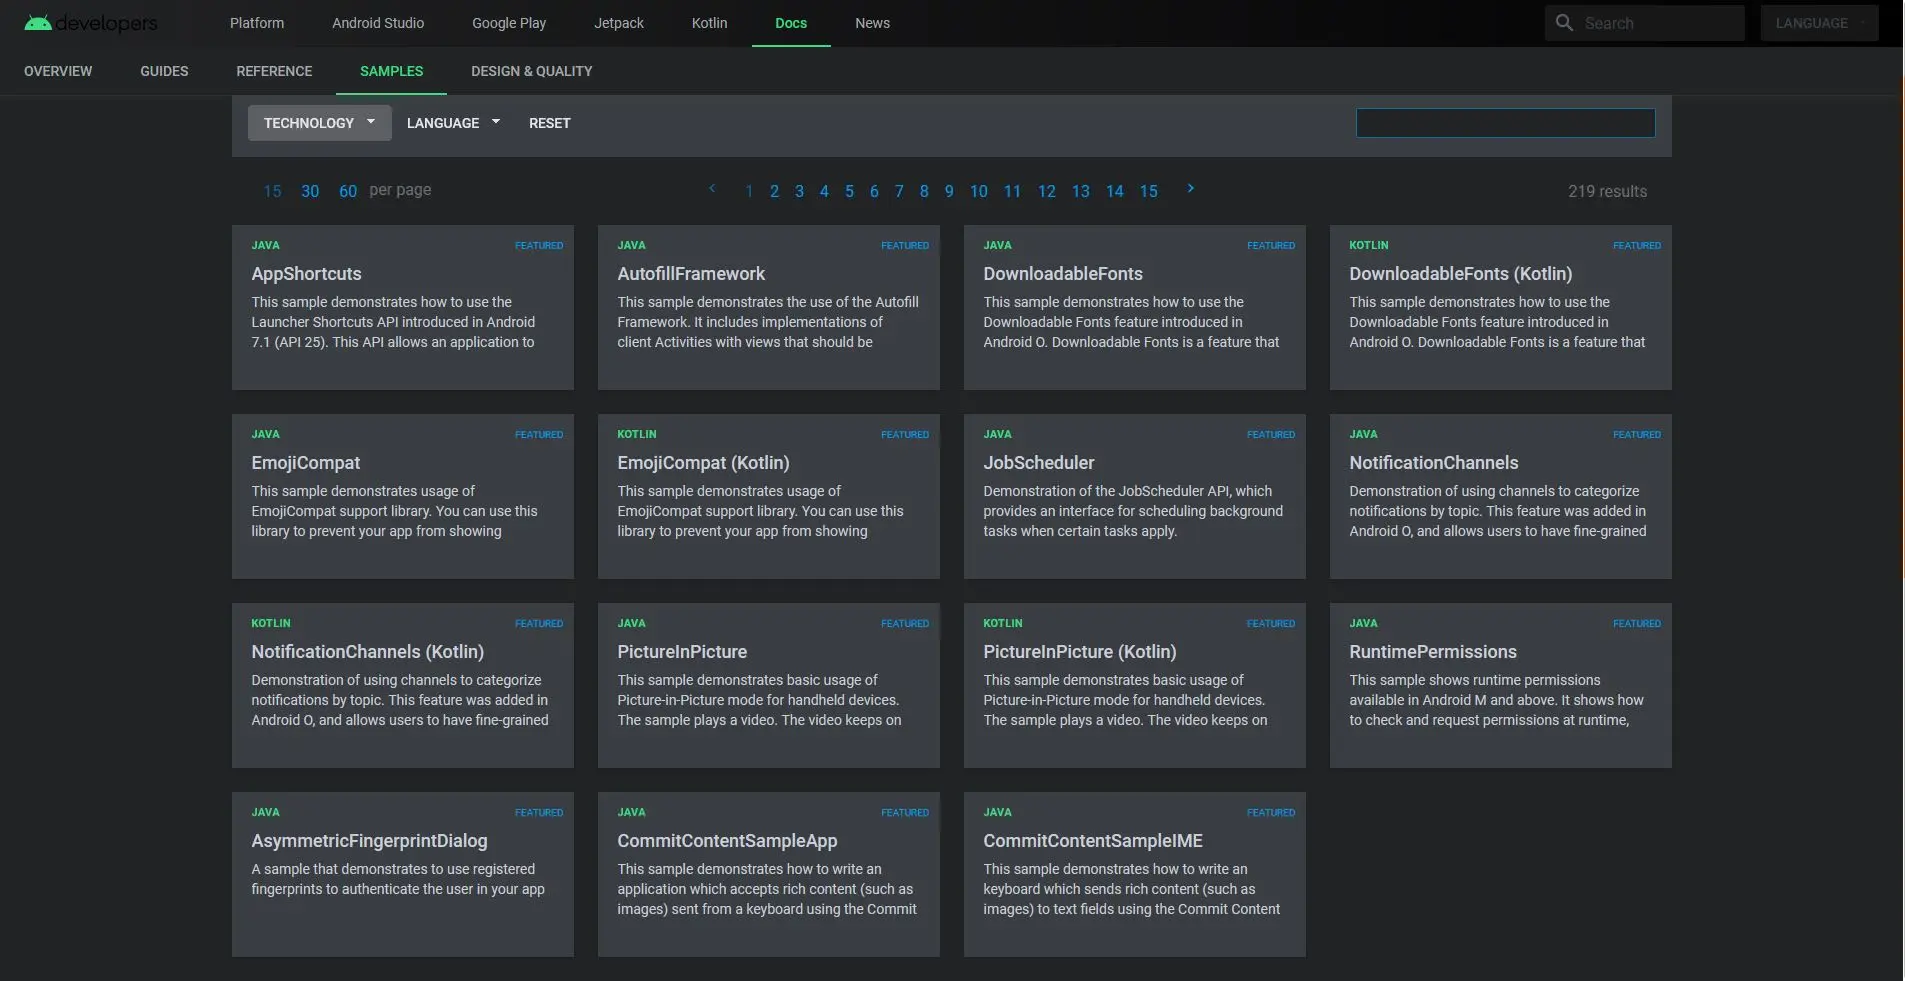 developers Platform Android Studio Google Play Jetpack Kotlin Docs News Search LANGUAGE
OVERVIEW GUIDES REFERENCE SAMPLES DESIGN & QUALITY
TECHNOLOGY LANGUAGE RESET
15 30 60 per page ‹ 1 2 3 4 5 6 7 8 9 10 11 12 13 14 15 › 219 results
JAVA FEATURED
AppShortcuts
This sample demonstrates how to use the
Launcher Shortcuts API introduced in Android
7.1 (API 25). This API allows an application to
JAVA FEATURED
AutofillFramework
This sample demonstrates the use of the Autofill
Framework. It includes implementations of
client Activities with views that should be
JAVA FEATURED
DownloadableFonts
This sample demonstrates how to use the
Downloadable Fonts feature introduced in
Android O. Downloadable Fonts is a feature that
KOTLIN FEATURED
DownloadableFonts (Kotlin)
This sample demonstrates how to use the
Downloadable Fonts feature introduced in
Android O. Downloadable Fonts is a feature that
JAVA FEATURED
EmojiCompat
This sample demonstrates usage of
EmojiCompat support library. You can use this
library to prevent your app from showing
KOTLIN FEATURED
EmojiCompat (Kotlin)
This sample demonstrates usage of
EmojiCompat support library. You can use this
library to prevent your app from showing
JAVA FEATURED
JobScheduler
Demonstration of the JobScheduler API, which
provides an interface for scheduling background
tasks when certain tasks apply.
JAVA FEATURED
NotificationChannels
Demonstration of using channels to categorize
notifications by topic. This feature was added in
Android O, and allows users to have fine-grained
KOTLIN FEATURED
NotificationChannels (Kotlin)
Demonstration of using channels to categorize
notifications by topic. This feature was added in
Android O, and allows users to have fine-grained
JAVA FEATURED
PictureInPicture
This sample demonstrates basic usage of
Picture-in-Picture mode for handheld devices.
The sample plays a video. The video keeps on
KOTLIN FEATURED
PictureInPicture (Kotlin)
This sample demonstrates basic usage of
Picture-in-Picture mode for handheld devices.
The sample plays a video. The video keeps on
JAVA FEATURED
RuntimePermissions
This sample shows runtime permissions
available in Android M and above. It shows how
to check and request permissions at runtime,
JAVA FEATURED
AsymmetricFingerprintDialog
A sample that demonstrates to use registered
fingerprints to authenticate the user in your app
JAVA FEATURED
CommitContentSampleApp
This sample demonstrates how to write an
application which accepts rich content (such as
images) sent from a keyboard using the Commit
JAVA FEATURED
CommitContentSampleIME
This sample demonstrates how to write an
keyboard which sends rich content (such as
images) to text fields using the Commit Content